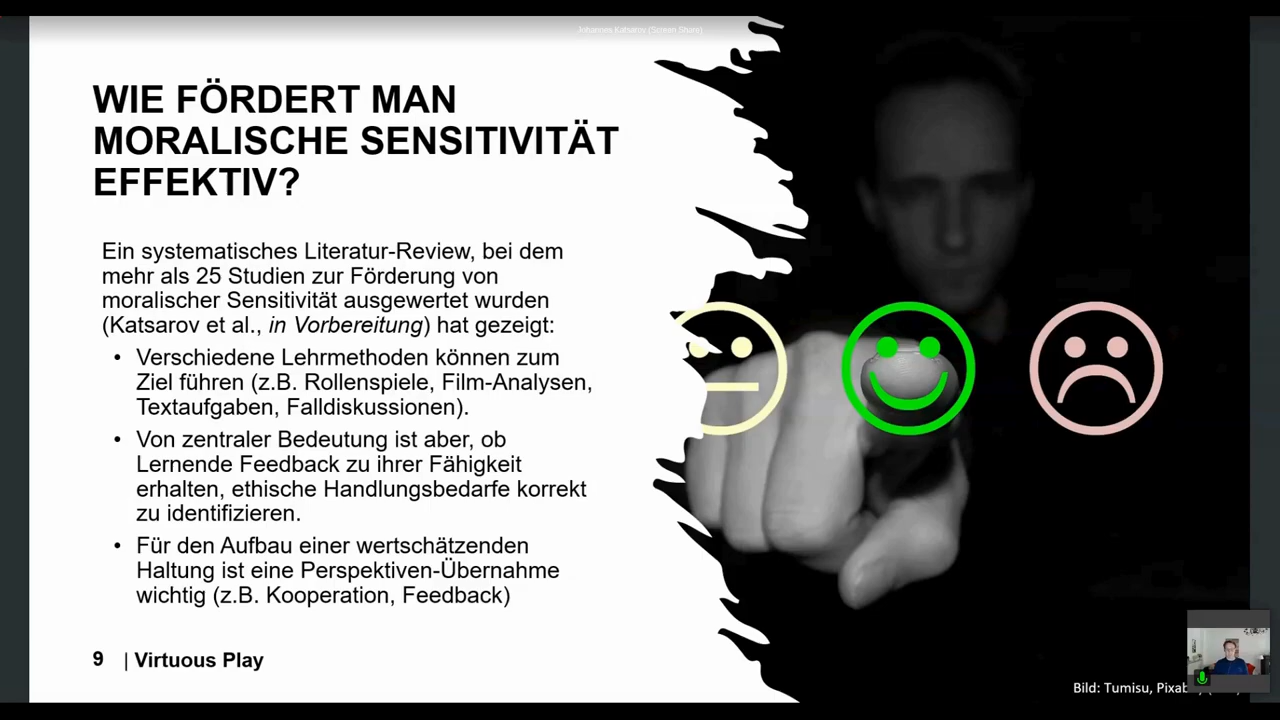 Johannes Katsarov (Screen Share)
WIE FÖRDERT MAN
MORALISCHE SENSITIVITÄT
EFFEKTIV?
Ein systematisches Literatur-Review, bei dem
mehr als 25 Studien zur Förderung von
moralischer Sensitivität ausgewertet wurden
(Katsarov et al., in Vorbereitung) hat gezeigt:
• Verschiedene Lehrmethoden können zum
Ziel führen (z.B. Rollenspiele, Film-Analysen,
Textaufgaben, Falldiskussionen).
• Von zentraler Bedeutung ist aber, ob
Lernende Feedback zu ihrer Fähigkeit
erhalten, ethische Handlungsbedarfe korrekt
zu identifizieren.
• Für den Aufbau einer wertschätzenden
Haltung ist eine Perspektiven-Übernahme
wichtig (z.B. Kooperation, Feedback)
9 | Virtuous Play
Bild: Tumisu,